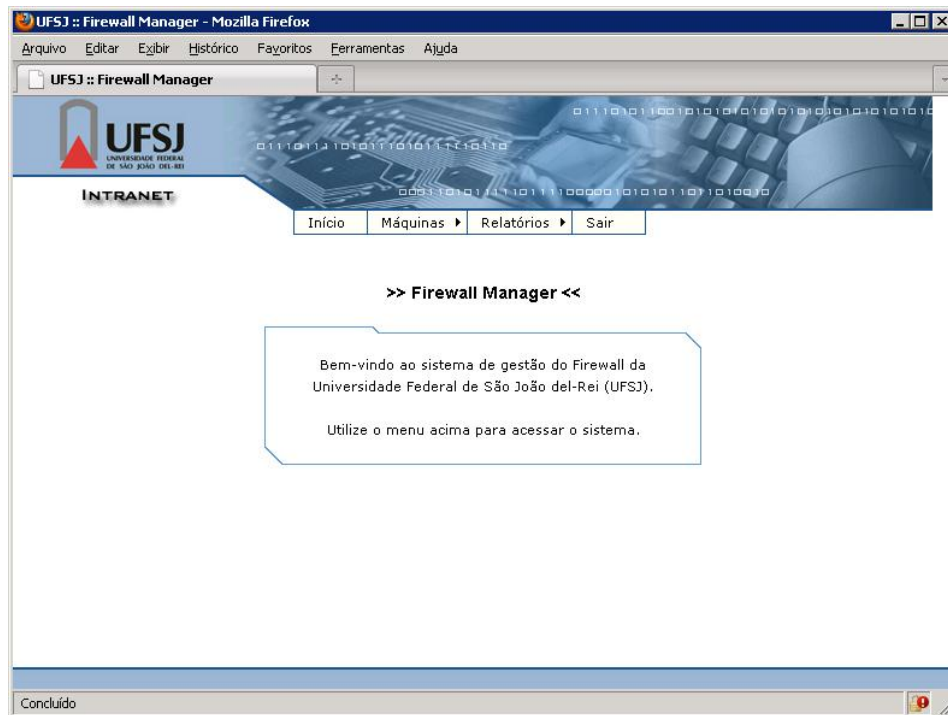 UFSJ :: Firewall Manager - Mozilla Firefox
Arquivo Editar Exibir Histórico Favoritos Ferramentas Ajuda
UFSJ :: Firewall Manager
UFSJ
UNIVERSIDADE FEDERAL
DE SÃO JOÃO DEL-REI
INTRANET
Início Máquinas Relatórios Sair
>> Firewall Manager <<
Bem-vindo ao sistema de gestão do Firewall da
Universidade Federal de São João del-Rei (UFSJ).
Utilize o menu acima para acessar o sistema.
Concluído